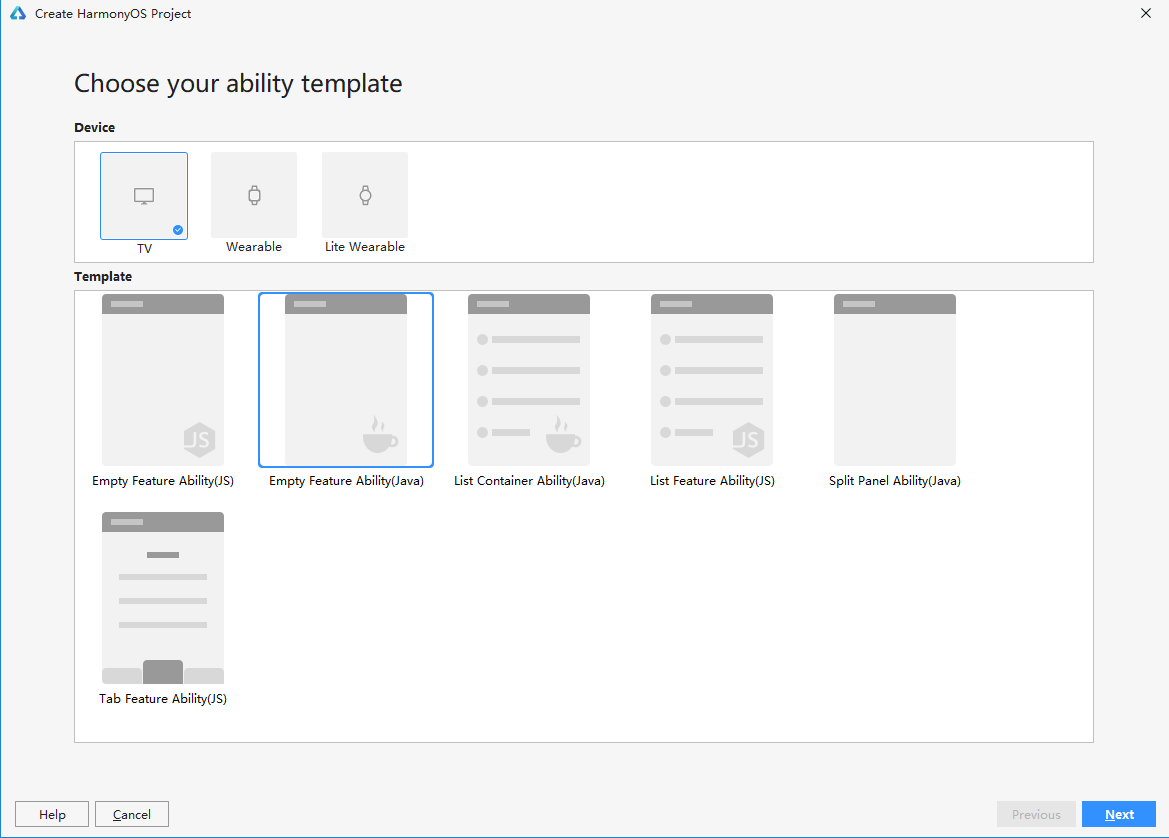 Create HarmonyOS Project
Choose your ability template
Device
TV
Wearable
Lite Wearable
Template
JS
JS
Empty Feature Ability(JS)
Empty Feature Ability(Java)
List Container Ability(Java)
List Feature Ability(JS)
Split Panel Ability(Java)
Tab Feature Ability(JS)
Help
Cancel
Previous
Next